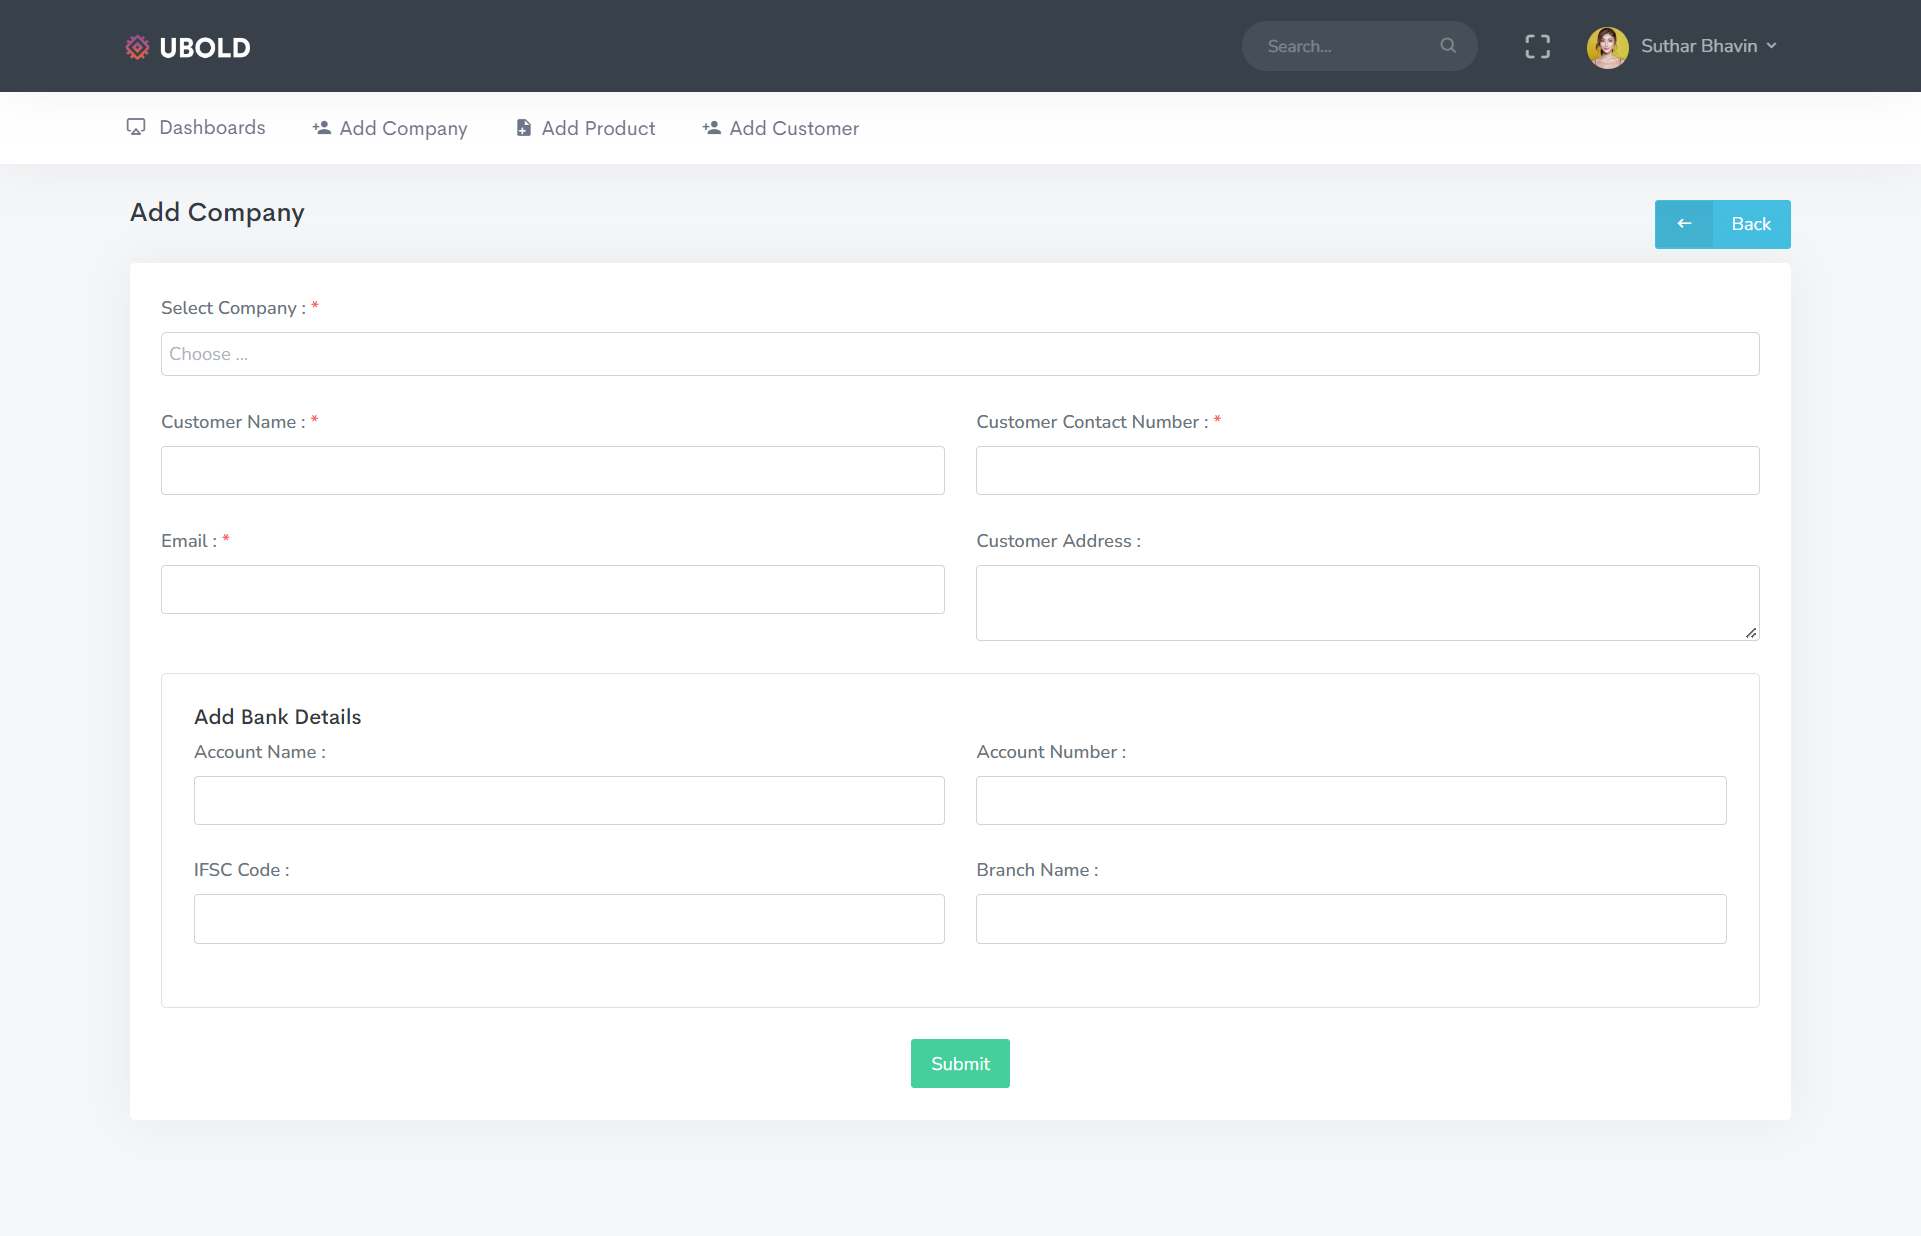 UBOLD
Search...
Suthar Bhavin
Dashboards
Add Company
Add Product
Add Customer
Add Company
Back
Select Company : *
Choose ...
Customer Name : *
Customer Contact Number : *
Email : *
Customer Address :
Add Bank Details
Account Name :
Account Number :
IFSC Code :
Branch Name :
Submit